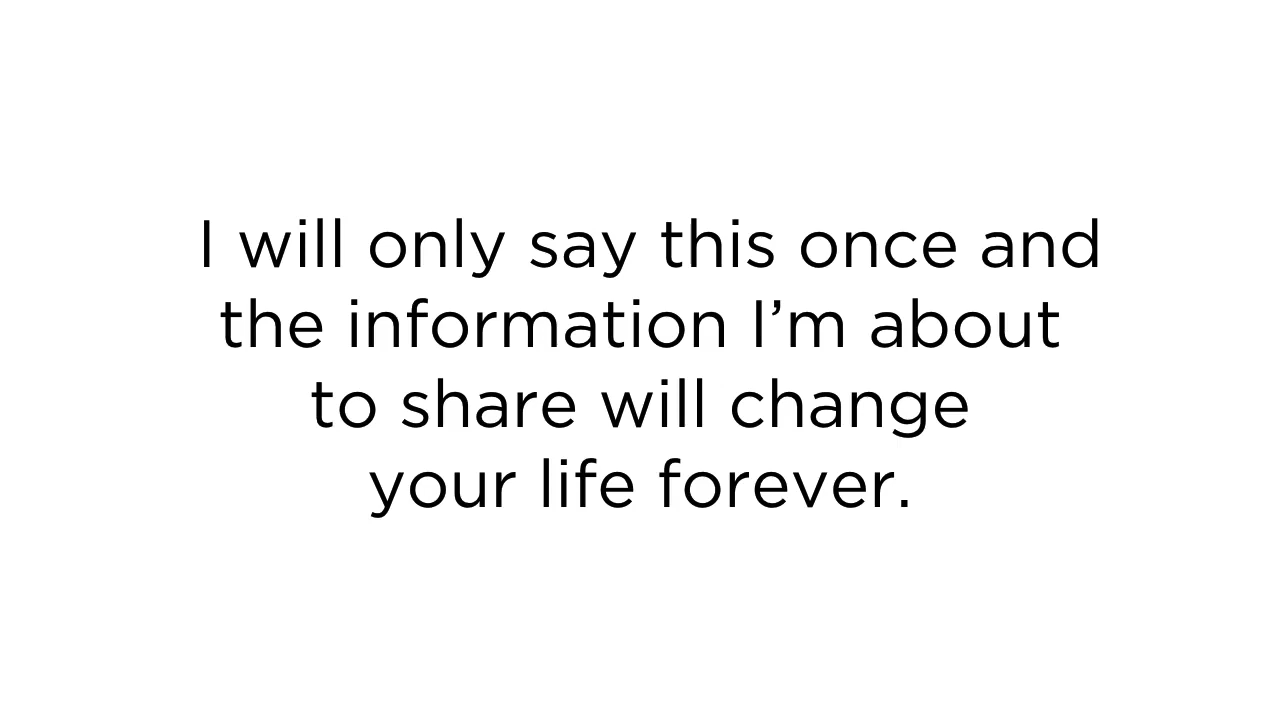 I will only say this once and
the information I’m about
to share will change
your life forever.